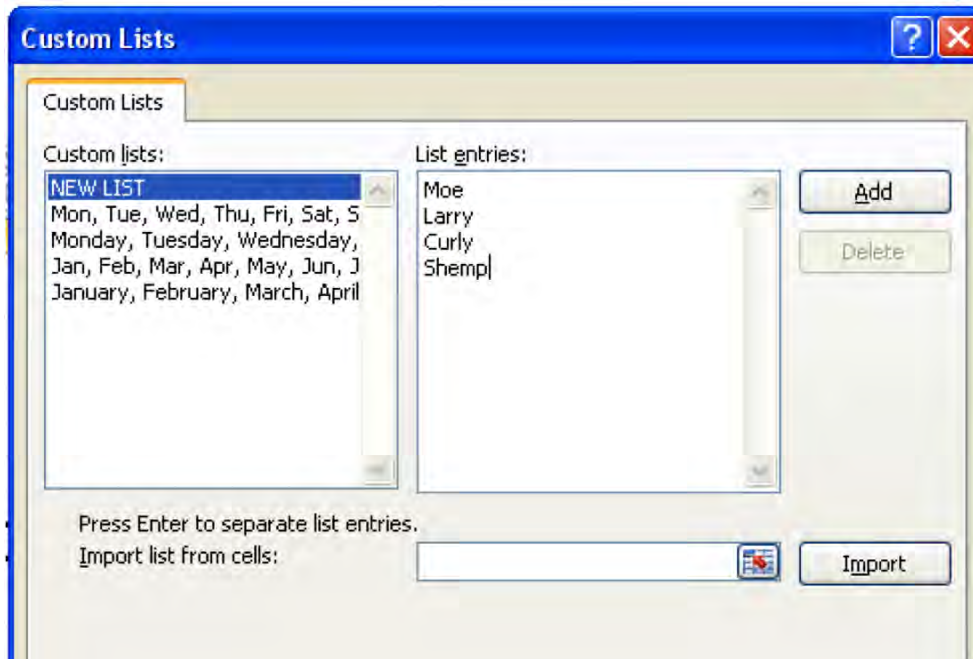 Custom Lists
Custom Lists
Custom lists:
NEW LIST
Mon, Tue, Wed, Thu, Fri, Sat, S
Monday, Tuesday, Wednesday,
Jan, Feb, Mar, Apr, May, Jun, J
January, February, March, April
List entries:
Moe
Larry
Curly
Shemp
Add
Delete
Press Enter to separate list entries.
Import list from cells:
Import